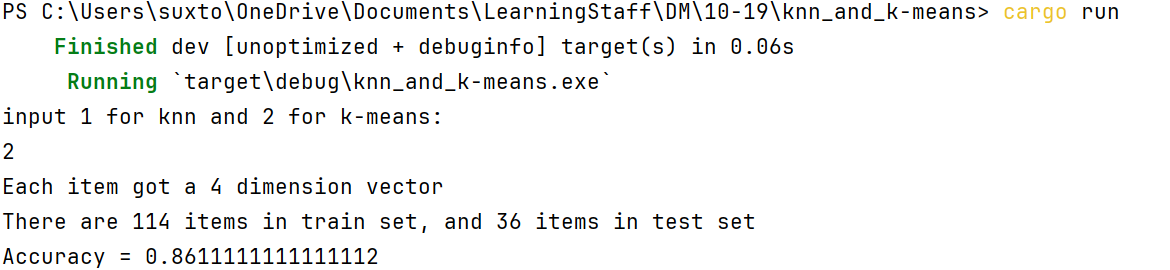 PS C:\Users\suxto\OneDrive\Documents\LearningStaff\DM\10-19\knn_and_k-means> cargo run
Finished dev [unoptimized + debuginfo] target(s) in 0.06s
Running `target\debug\knn_and_k-means.exe`
input 1 for knn and 2 for k-means:
2
Each item got a 4 dimension vector
There are 114 items in train set, and 36 items in test set
Accuracy = 0.8611111111111112